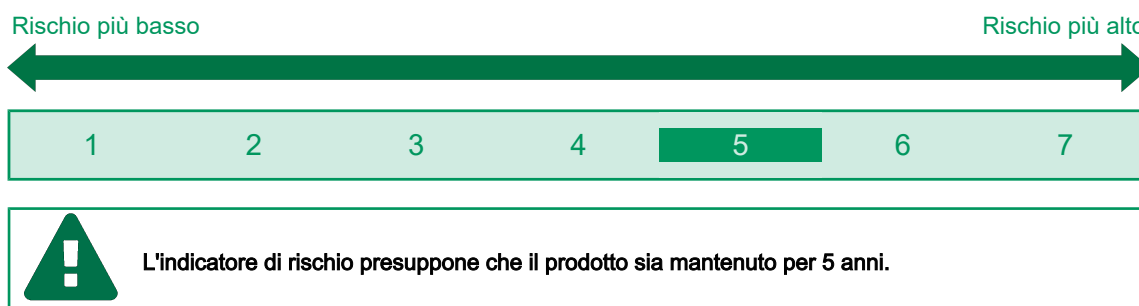 Rischio più basso Rischio più alto
1 2 3 4 5 6 7
L'indicatore di rischio presuppone che il prodotto sia mantenuto per 5 anni.